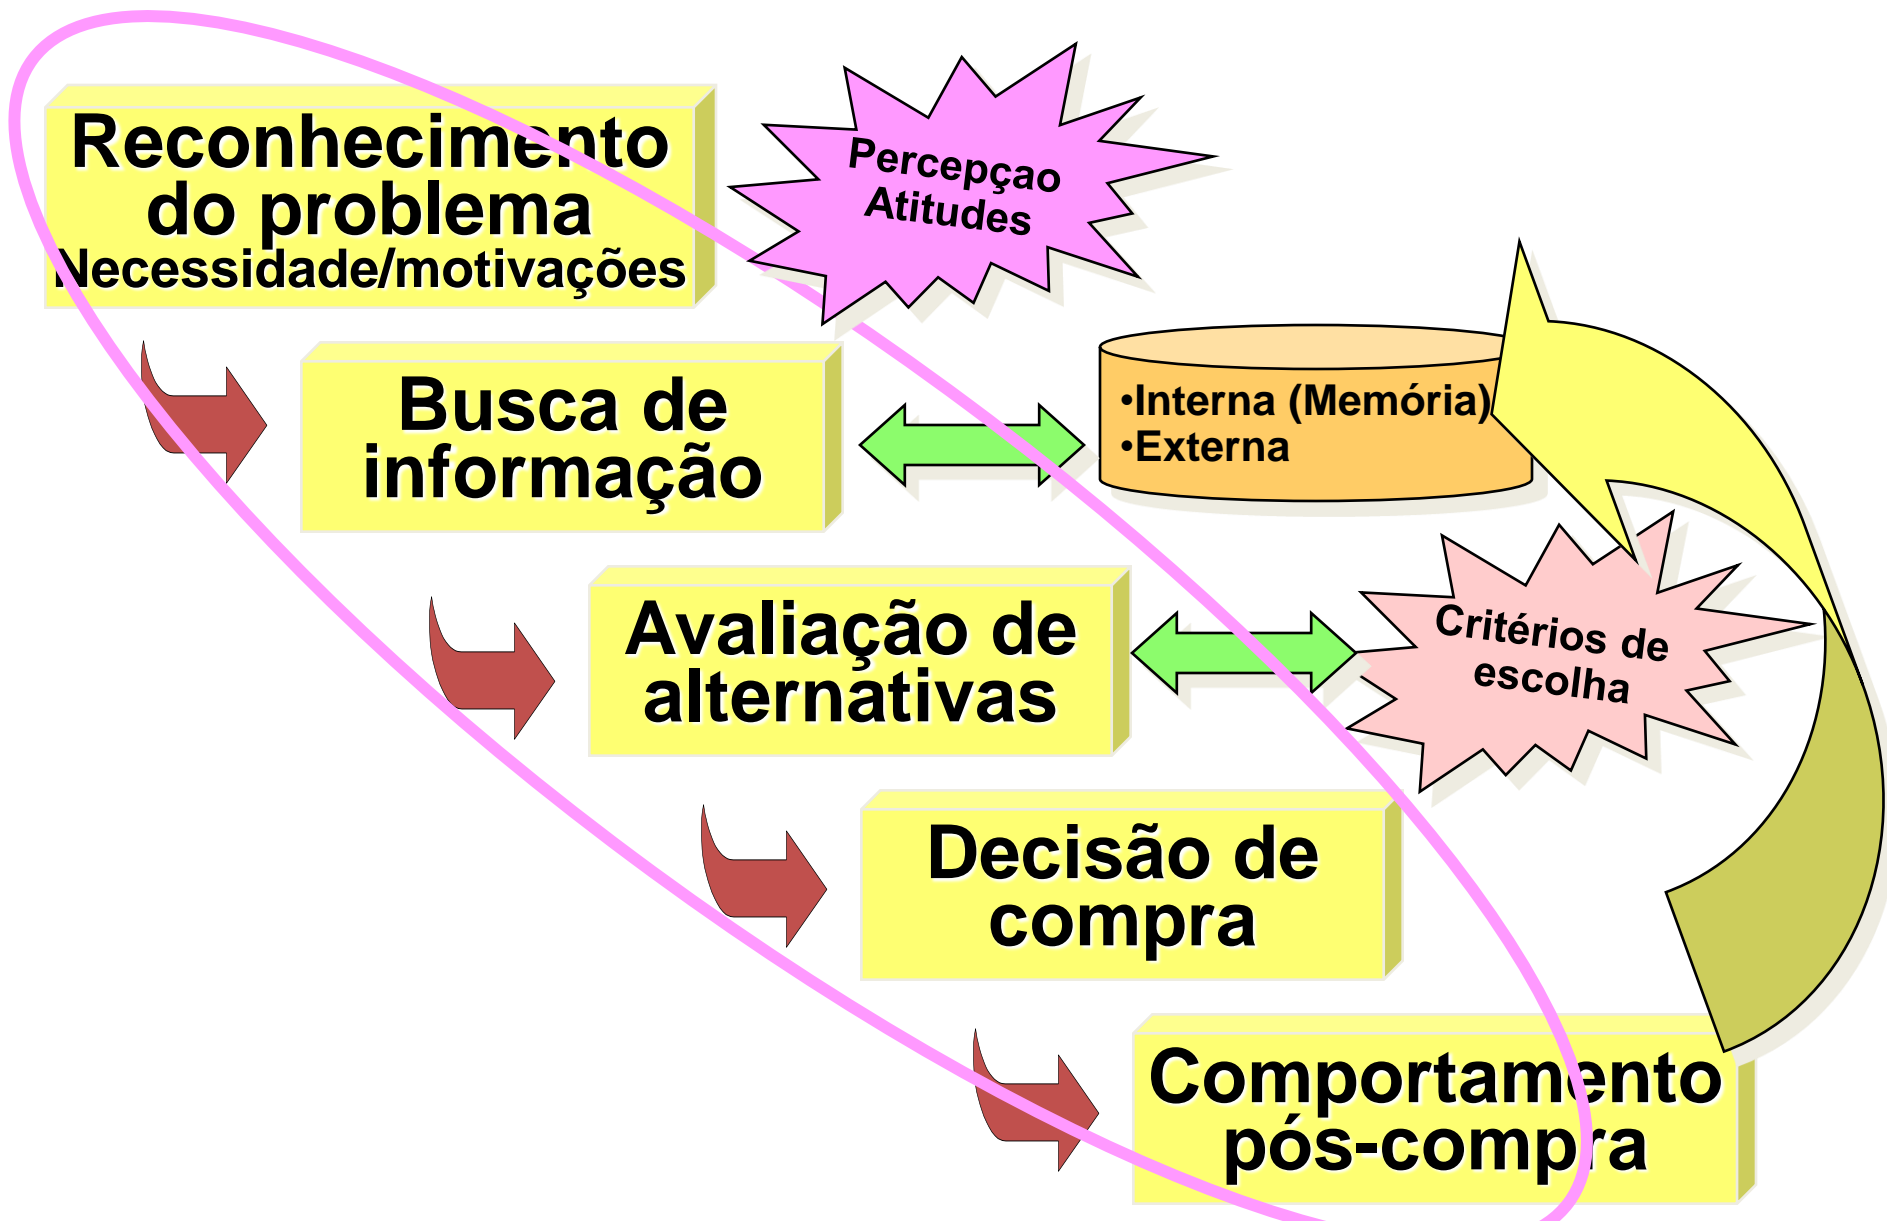 Reconhecimento
do problema
Necessidade/motivações
Percepçao
Atitudes
Busca de
informação
•Interna (Memória)
•Externa
Avaliação de
alternativas
Critérios de
escolha
Decisão de
compra
Comportamento
pós-compra